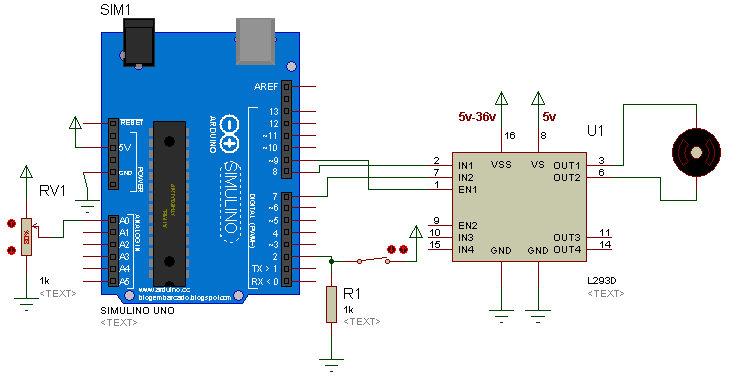 SIM1
AREF
RESET
5V
GND
POWER
A0
A1
A2
A3
A4
A5
ANALOG IN
ARDUINO
SIMULINO
13
12
~11
~10
~9
8
7
~6
~5
4
~3
2
TX > 1
RX < 0
DIGITAL (PWM~)
www.arduino.cc
blogembarcado.blogspot.com
SIMULINO UNO
<TEXT>
RV1
1k
<TEXT>
R1
1k
<TEXT>
5v-36v
5v
U1
16
8
2
7
1
9
10
15
IN1
IN2
EN1
EN2
IN3
IN4
VSS
VS
OUT1
OUT2
OUT3
OUT4
GND
GND
3
6
11
14
L293D
<TEXT>